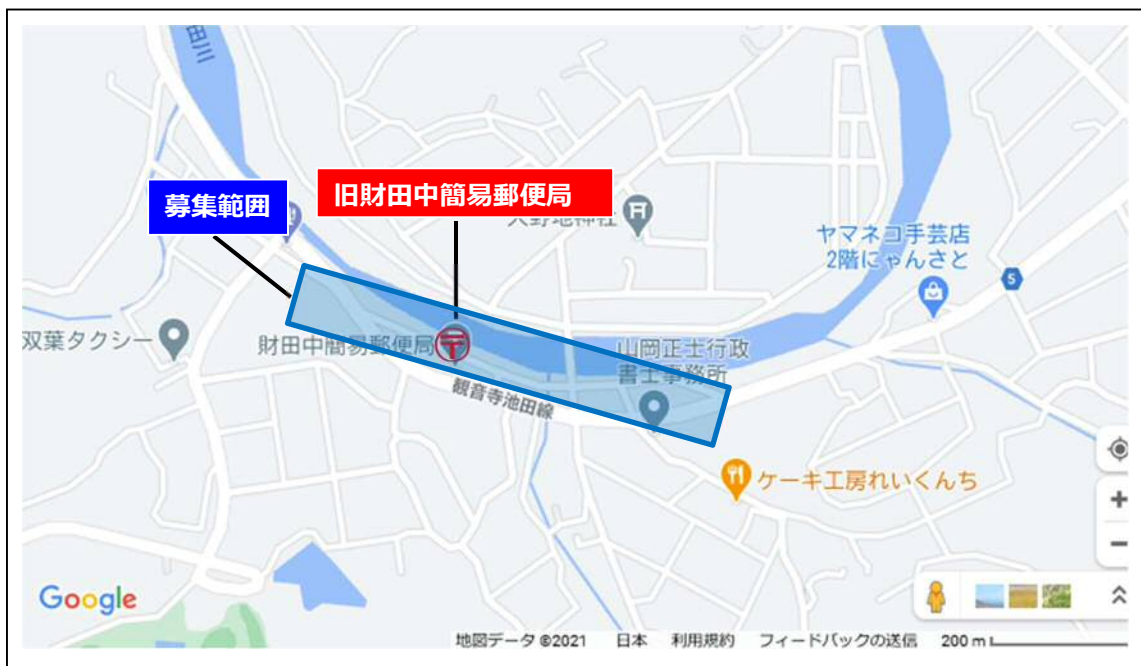 田川
募集範囲
旧財田中簡易郵便局
天野地神社
ヤマネコ手芸店
2階にゃんさと
5
双葉タクシー
財田中簡易郵便局
山岡正士行政
書士事務所
観音寺池田線
ケーキ工房れいくんち
Google
地図データ ©2021 日本 利用規約 フィードバックの送信 200 m